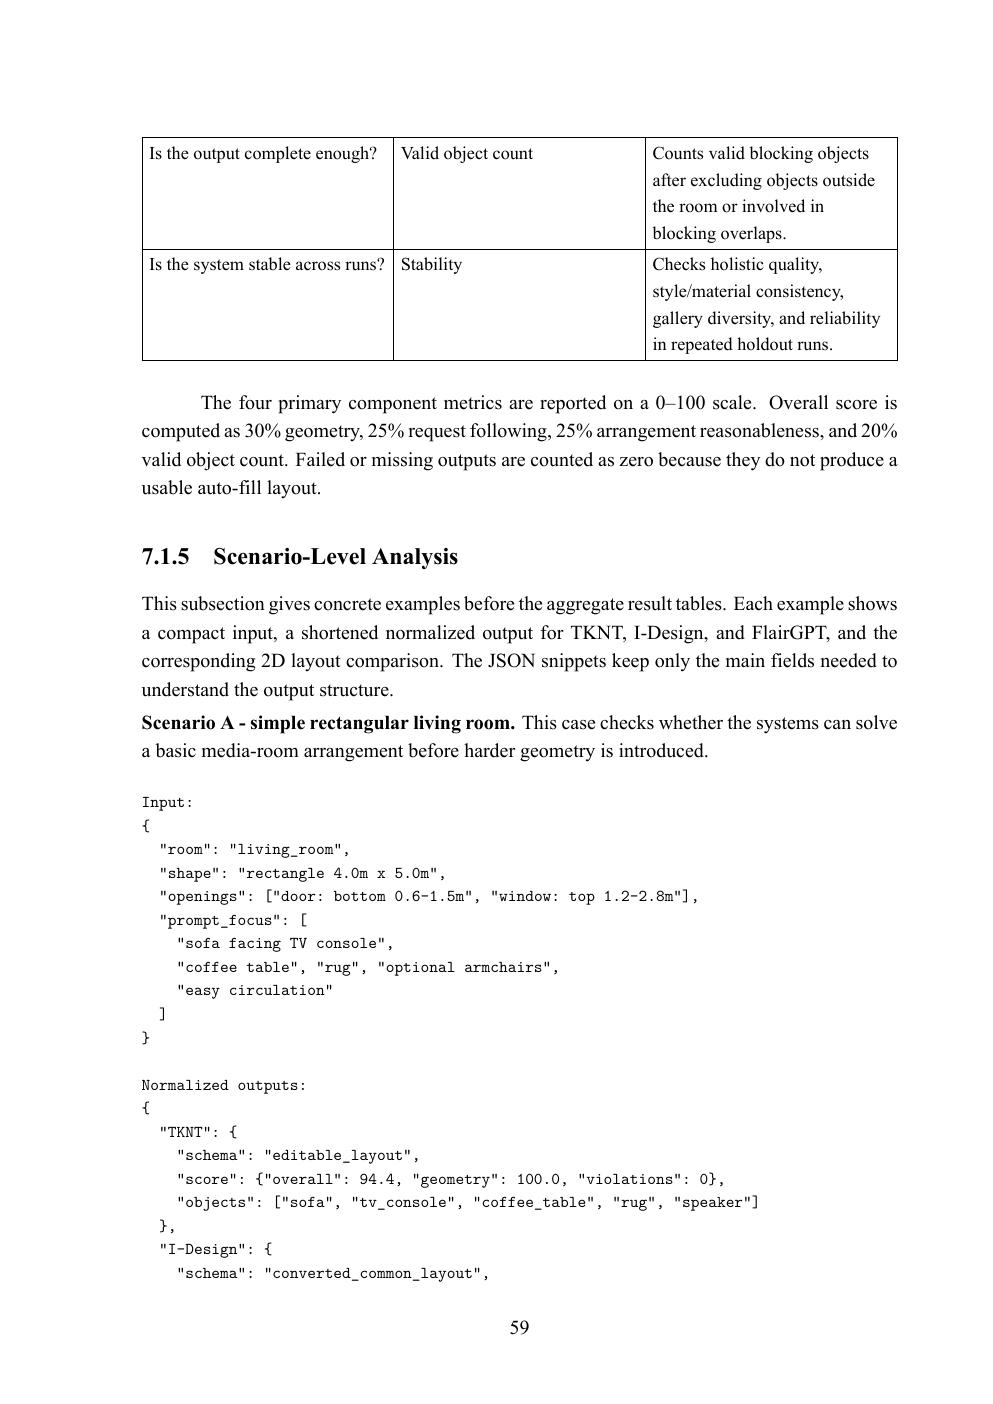 Is the output complete enough?
Valid object count
Counts valid blocking objects
after excluding objects outside
the room or involved in
blocking overlaps.
Is the system stable across runs?
Stability
Checks holistic quality,
style/material consistency,
gallery diversity, and reliability
in repeated holdout runs.
The four primary component metrics are reported on a 0–100 scale. Overall score is
computed as 30% geometry, 25% request following, 25% arrangement reasonableness, and 20%
valid object count. Failed or missing outputs are counted as zero because they do not produce a
usable auto-fill layout.
7.1.5 Scenario-Level Analysis
This subsection gives concrete examples before the aggregate result tables. Each example shows
a compact input, a shortened normalized output for TKNT, I-Design, and FlairGPT, and the
corresponding 2D layout comparison. The JSON snippets keep only the main fields needed to
understand the output structure.
Scenario A - simple rectangular living room. This case checks whether the systems can solve
a basic media-room arrangement before harder geometry is introduced.
Input:
{
  "room": "living_room",
  "shape": "rectangle 4.0m x 5.0m",
  "openings": ["door: bottom 0.6-1.5m", "window: top 1.2-2.8m"],
  "prompt_focus": [
    "sofa facing TV console",
    "coffee table", "rug", "optional armchairs",
    "easy circulation"
  ]
}
Normalized outputs:
{
  "TKNT": {
    "schema": "editable_layout",
    "score": {"overall": 94.4, "geometry": 100.0, "violations": 0},
    "objects": ["sofa", "tv_console", "coffee_table", "rug", "speaker"]
  },
  "I-Design": {
    "schema": "converted_common_layout",
59